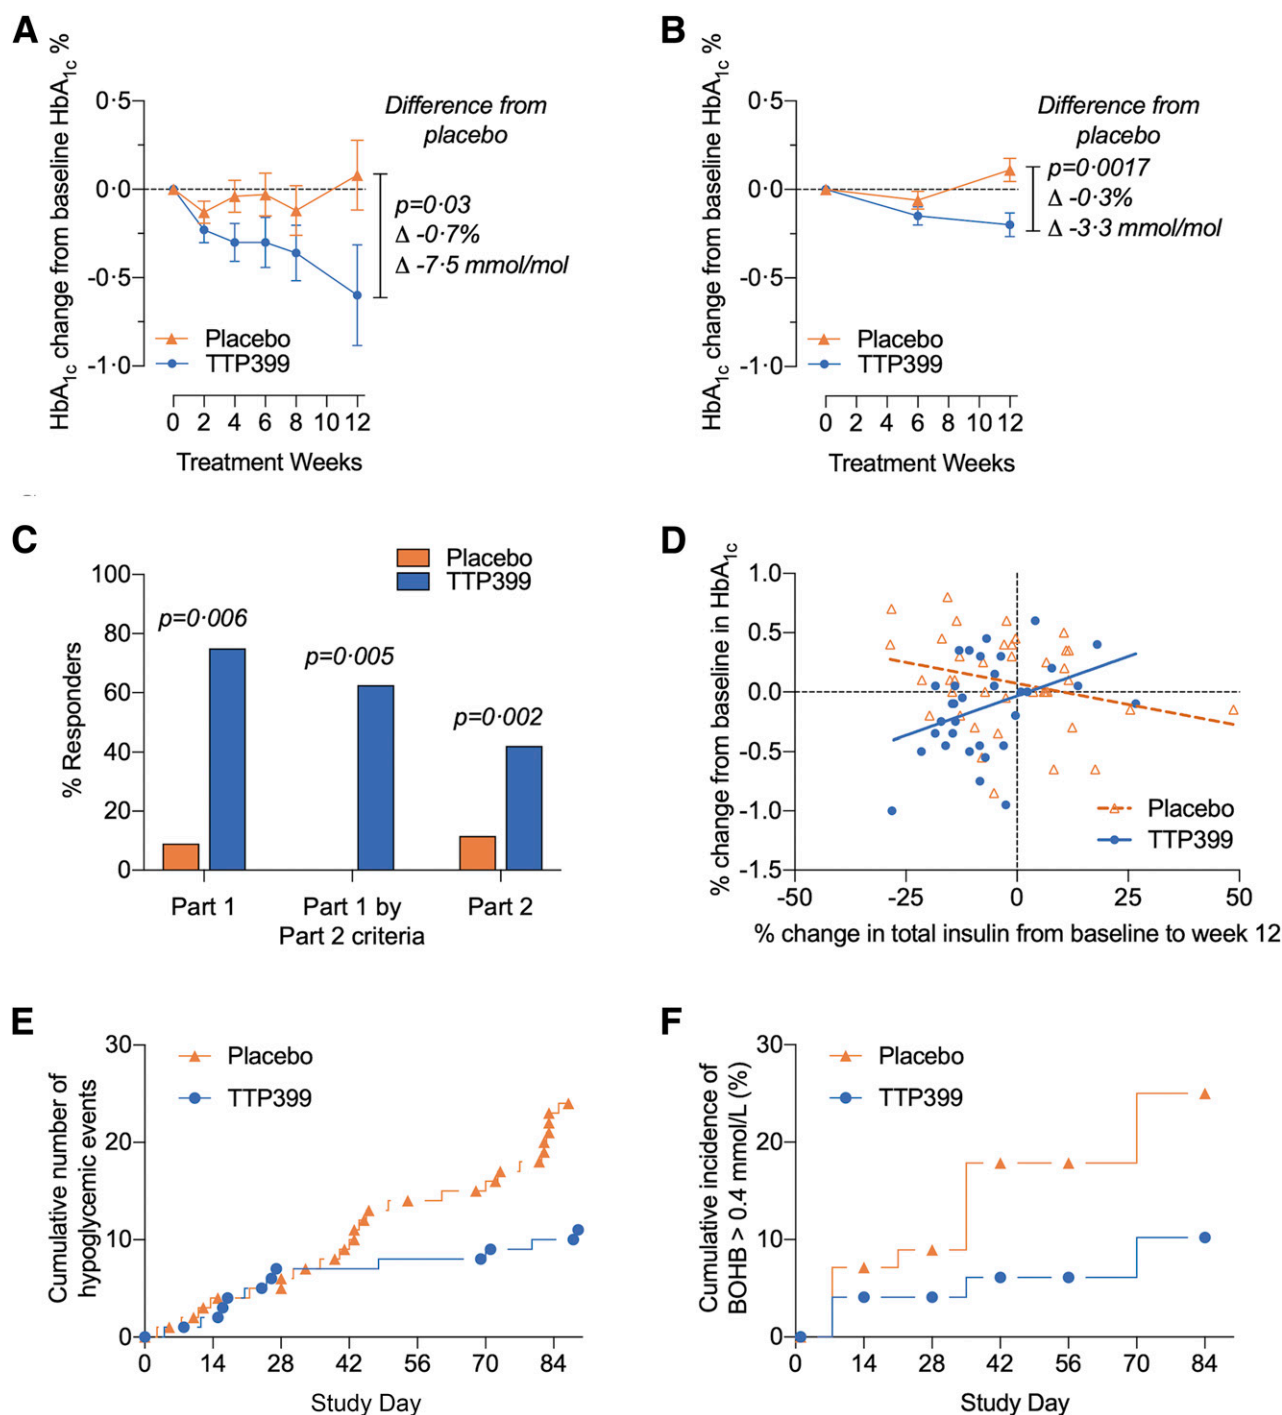 A
HbA1c change from baseline HbA1c %
0·5
0·0
-0·5
-1·0
Difference from
placebo
p=0·03
Δ -0·7%
Δ -7·5 mmol/mol
Placebo
TTP399
0 2 4 6 8 10 12
Treatment Weeks
B
HbA1c change from baseline HbA1c %
0·5
0·0
-0·5
-1·0
Difference from
placebo
p=0·0017
Δ -0·3%
Δ -3·3 mmol/mol
Placebo
TTP399
0 2 4 6 8 10 12
Treatment Weeks
C
% Responders
100
80
60
40
20
0
Placebo
TTP399
p=0·006
p=0·005
p=0·002
Part 1
Part 1 by
Part 2 criteria
Part 2
D
% change from baseline in HbA1c
1.0
0.5
0.0
-0.5
-1.0
-1.5
Placebo
TTP399
-50 -25 0 25 50
% change in total insulin from baseline to week 12
E
Cumulative number of
hypoglycemic events
30
20
10
0
Placebo
TTP399
0 14 28 42 56 70 84
Study Day
F
Cumulative incidence of
BOHB > 0.4 mmol/L (%)
30
20
10
0
Placebo
TTP399
0 14 28 42 56 70 84
Study Day